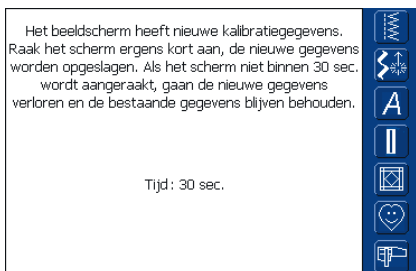 Het beeldscherm heeft nieuwe kalibratiegegevens.
Raak het scherm ergens kort aan, de nieuwe gegevens
worden opgeslagen. Als het scherm niet binnen 30 sec.
wordt aangeraakt, gaan de nieuwe gegevens
verloren en de bestaande gegevens blijven behouden.
Tijd: 30 sec.
A